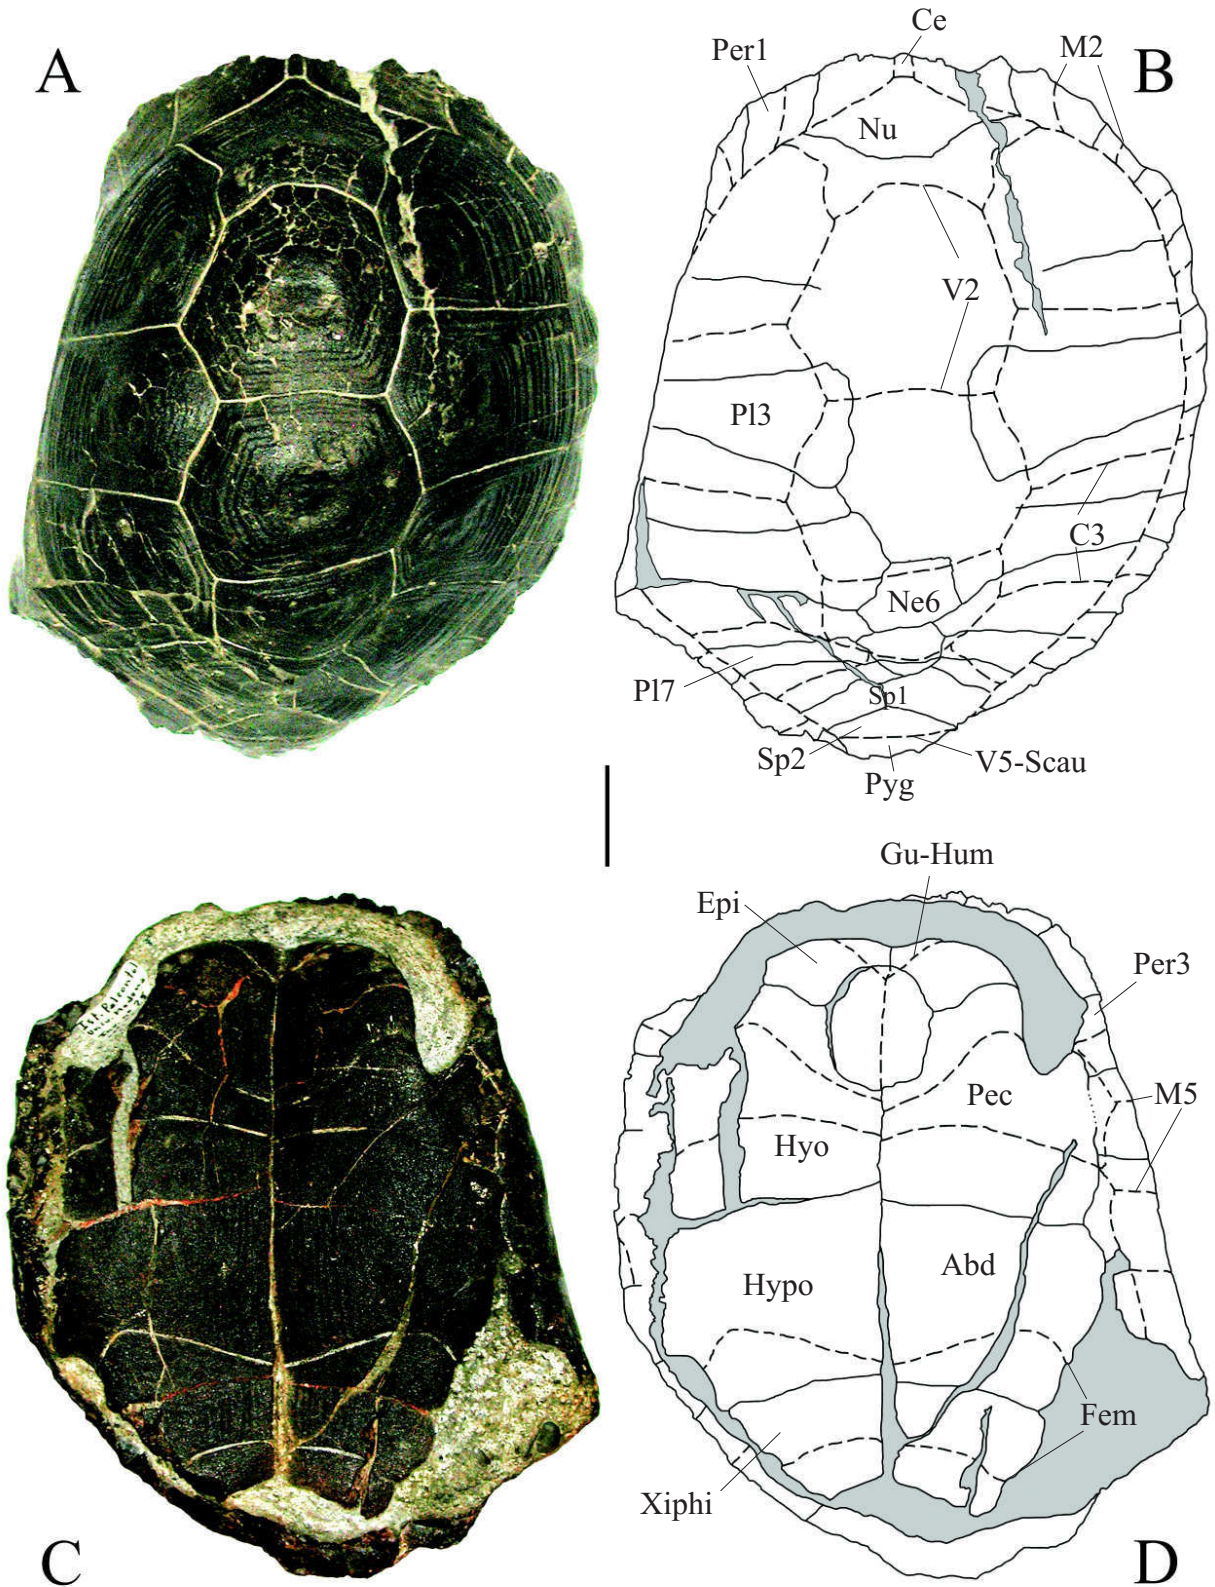 A
B
Ce
Per1
M2
Nu
V2
Pl3
C3
Ne6
Pl7
Sp1
Sp2
V5-Scau
Pyg
Gu-Hum
Epi
Per3
Pec
M5
Hyo
Abd
Hypo
Fem
Xiphi
C
D